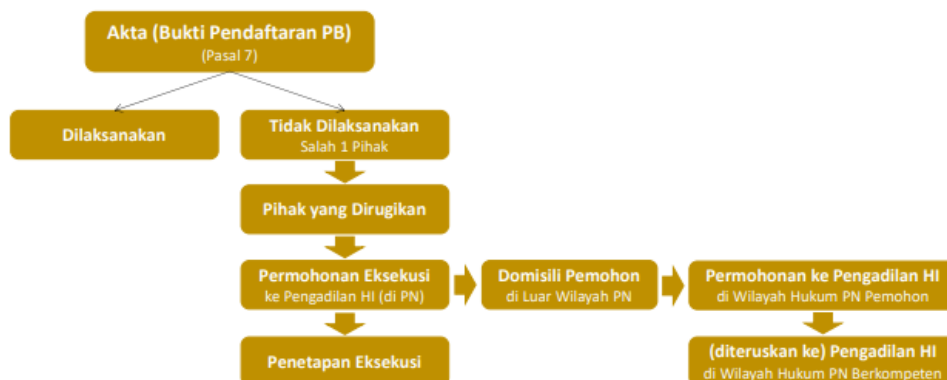 Akta (Bukti Pendaftaran PB)
(Pasal 7)
Dilaksanakan
Tidak Dilaksanakan
Salah 1 Pihak
Pihak yang Dirugikan
Permohonan Eksekusi
ke Pengadilan HI (di PN)
Domisili Pemohon
di Luar Wilayah PN
Permohonan ke Pengadilan HI
di Wilayah Hukum PN Pemohon
Penetapan Eksekusi
(diteruskan ke) Pengadilan HI
di Wilayah Hukum PN Berkompeten